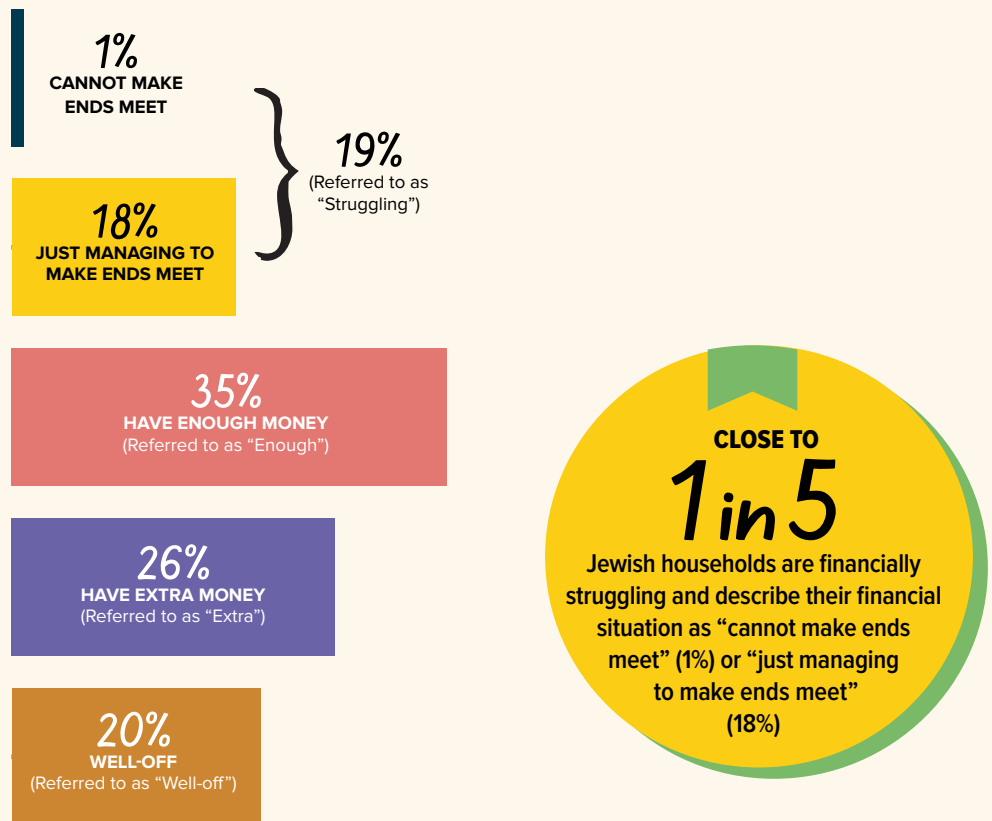 1%
CANNOT MAKE
ENDS MEET
19%
(Referred to as
“Struggling”)
18%
JUST MANAGING TO
MAKE ENDS MEET
35%
HAVE ENOUGH MONEY
(Referred to as “Enough”)
26%
HAVE EXTRA MONEY
(Referred to as “Extra”)
20%
WELL-OFF
(Referred to as “Well-off”)
CLOSE TO
1 in 5
Jewish households are financially
struggling and describe their financial
situation as “cannot make ends
meet” (1%) or “just managing
to make ends meet”
(18%)